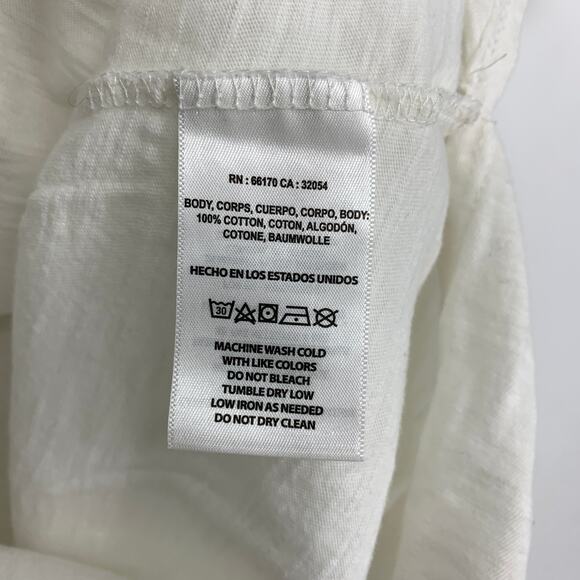 RN : 66170 CA : 32054
BODY, CORPS, CUERPO, CORPO, BODY:
100% COTTON, COTON, ALGODÓN,
COTONE, BAUMWOLLE
HECHO EN LOS ESTADOS UNIDOS
30
MACHINE WASH COLD
WITH LIKE COLORS
DO NOT BLEACH
TUMBLE DRY LOW
LOW IRON AS NEEDED
DO NOT DRY CLEAN